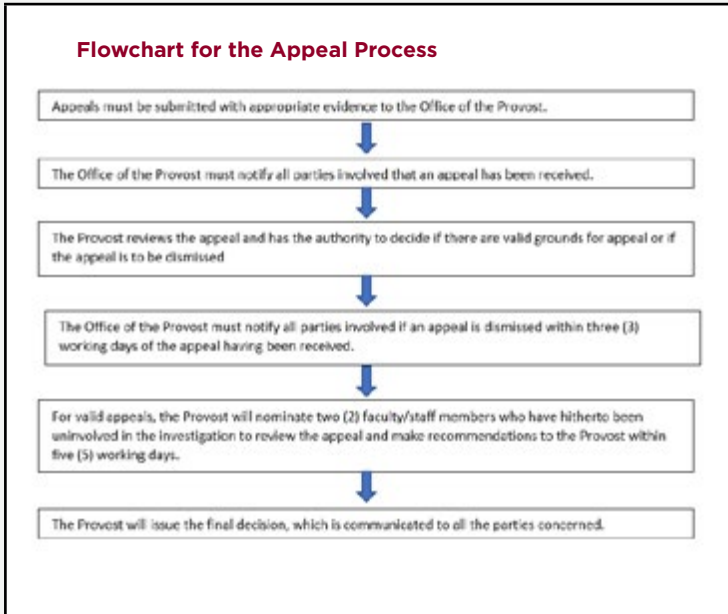 Flowchart for the Appeal Process
Appeals must be submitted with appropriate evidence to the Office of the Provost.
The Office of the Provost must notify all parties involved that an appeal has been received.
The Provost reviews the appeal and has the authority to decide if there are valid grounds for appeal or if
the appeal is to be dismissed
The Office of the Provost must notify all parties involved if an appeal is dismissed within three (3)
working days of the appeal having been received.
For valid appeals, the Provost will nominate two (2) faculty/staff members who have hitherto been
uninvolved in the investigation to review the appeal and make recommendations to the Provost within
five (5) working days.
The Provost will issue the final decision, which is communicated to all the parties concerned.